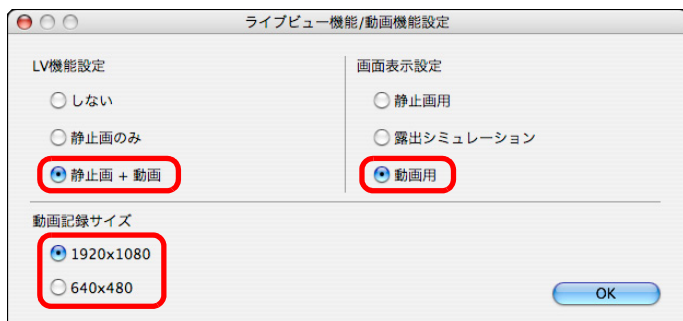 ライブビュー機能/動画機能設定
LV機能設定
しない
静止画のみ
静止画 + 動画
画面表示設定
静止画用
露出シミュレーション
動画用
動画記録サイズ
1920x1080
640x480
OK